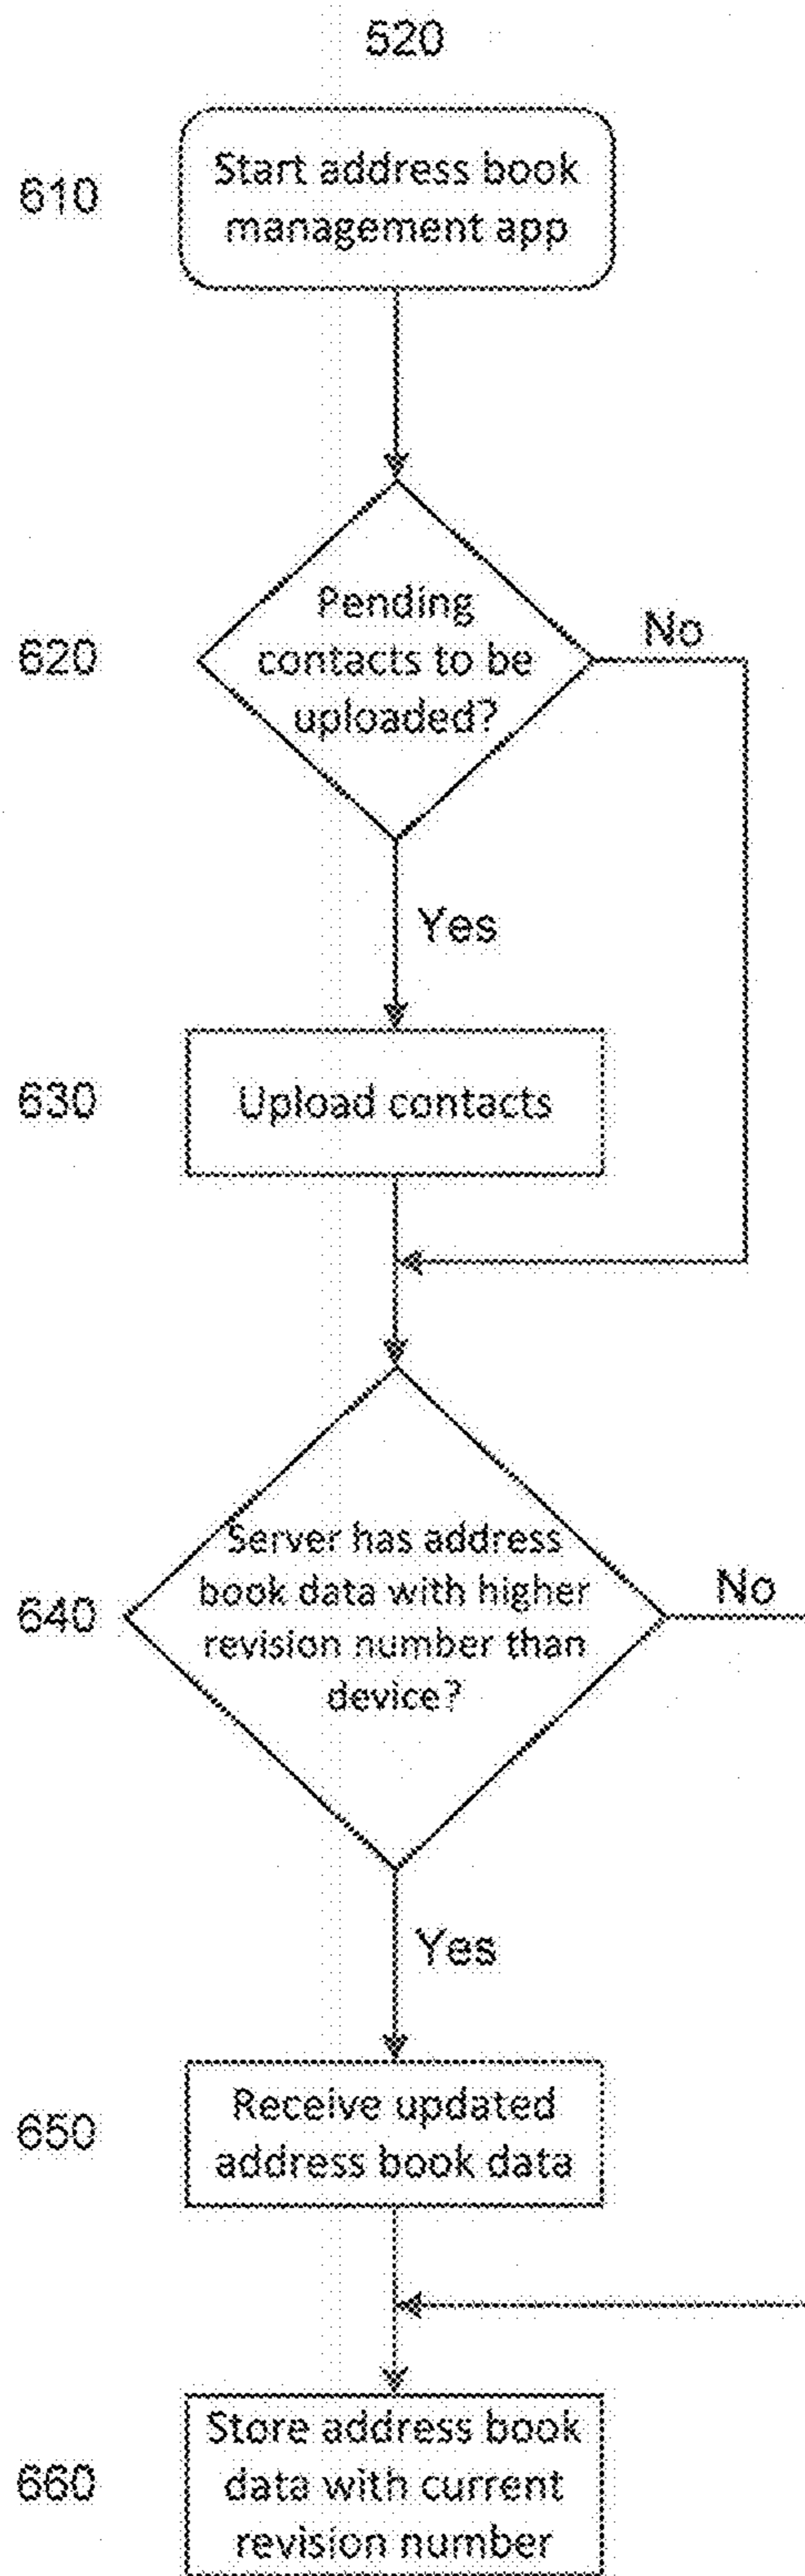 520
610
Start address book
management app
620
Pending
contacts to be
uploaded?
No
Yes
630
Upload contacts
640
Server has address
book data with higher
revision number than
device?
No
Yes
650
Receive updated
address book data
660
Store address book
data with current
revision number